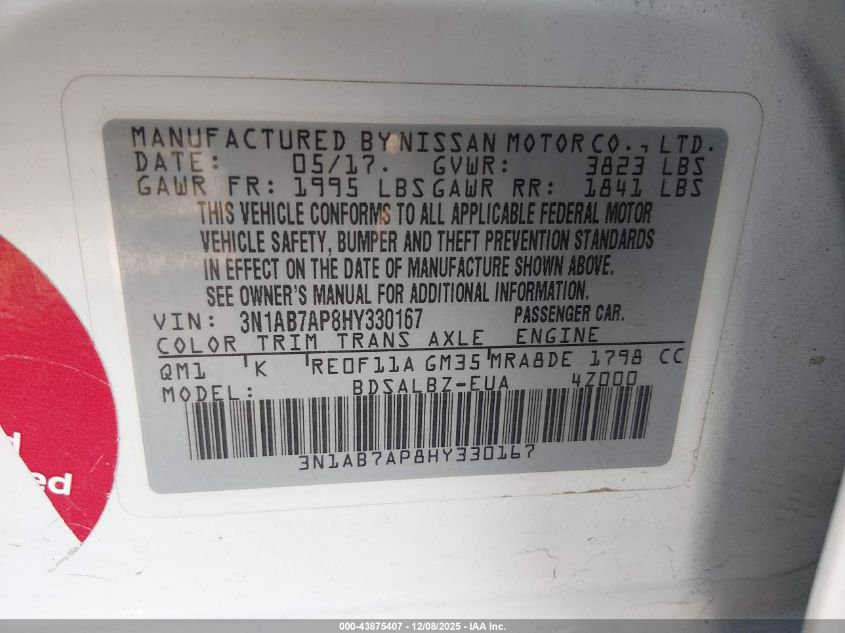 MANUFACTURED BY NISSAN MOTOR CO., LTD.
DATE: 05/17. GVWR: 3823 LBS
GAWR FR: 1995 LBS GAWR RR: 1841 LBS
THIS VEHICLE CONFORMS TO ALL APPLICABLE FEDERAL MOTOR
VEHICLE SAFETY, BUMPER AND THEFT PREVENTION STANDARDS
IN EFFECT ON THE DATE OF MANUFACTURE SHOWN ABOVE.
SEE OWNER'S MANUAL FOR ADDITIONAL INFORMATION.
VIN: 3N1AB7AP8HY330167 PASSENGER CAR.
COLOR TRIM TRANS AXLE ENGINE
QM1 K RE0F11A GM35 MRA8DE 1798 CC
MODEL: BDSALBZ-EUA 4Z000
3N1AB7AP8HY330167
000-43875407 - 12/08/2025 - IAA Inc.